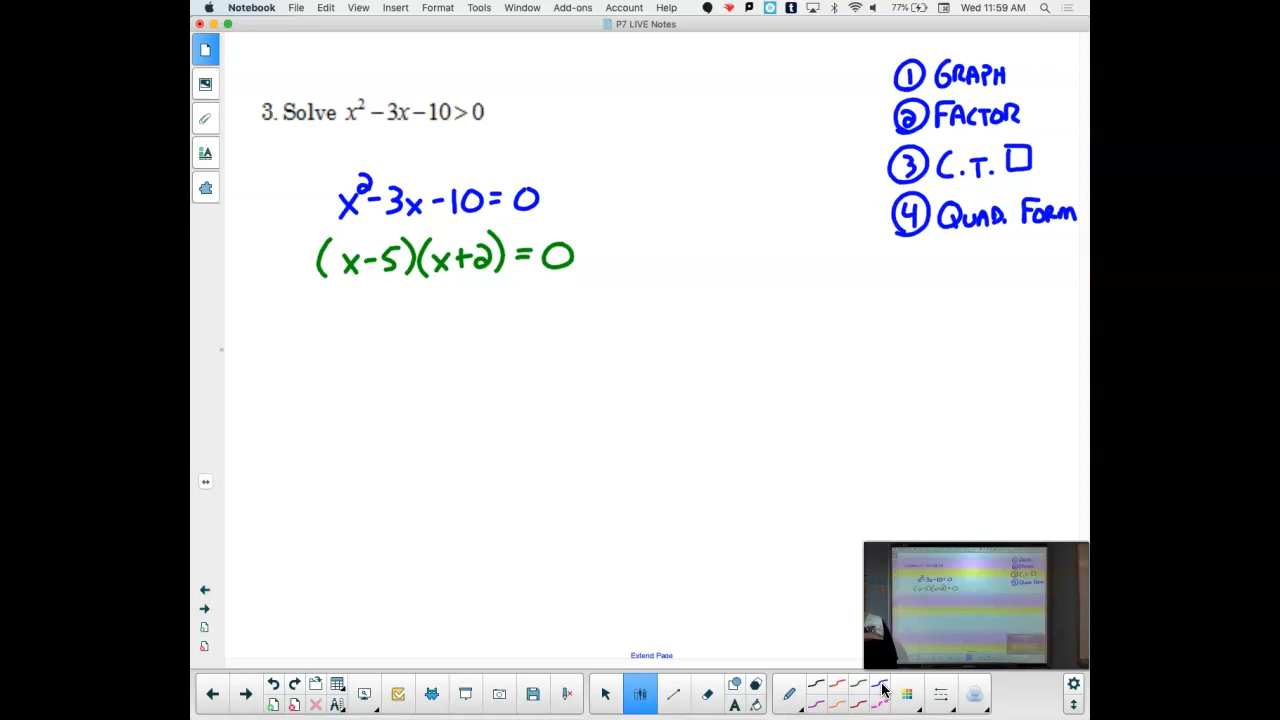 Notebook File Edit View Insert Format Tools Window Add-ons Account Help 77% Wed 11:59 AM
P7 LIVE Notes
① GRAPH
② FACTOR
③ C.T. □
④ QUAD. FORM
3. Solve x² − 3x − 10 > 0
x² - 3x - 10 = 0
(x - 5)(x + 2) = 0
Extend Page